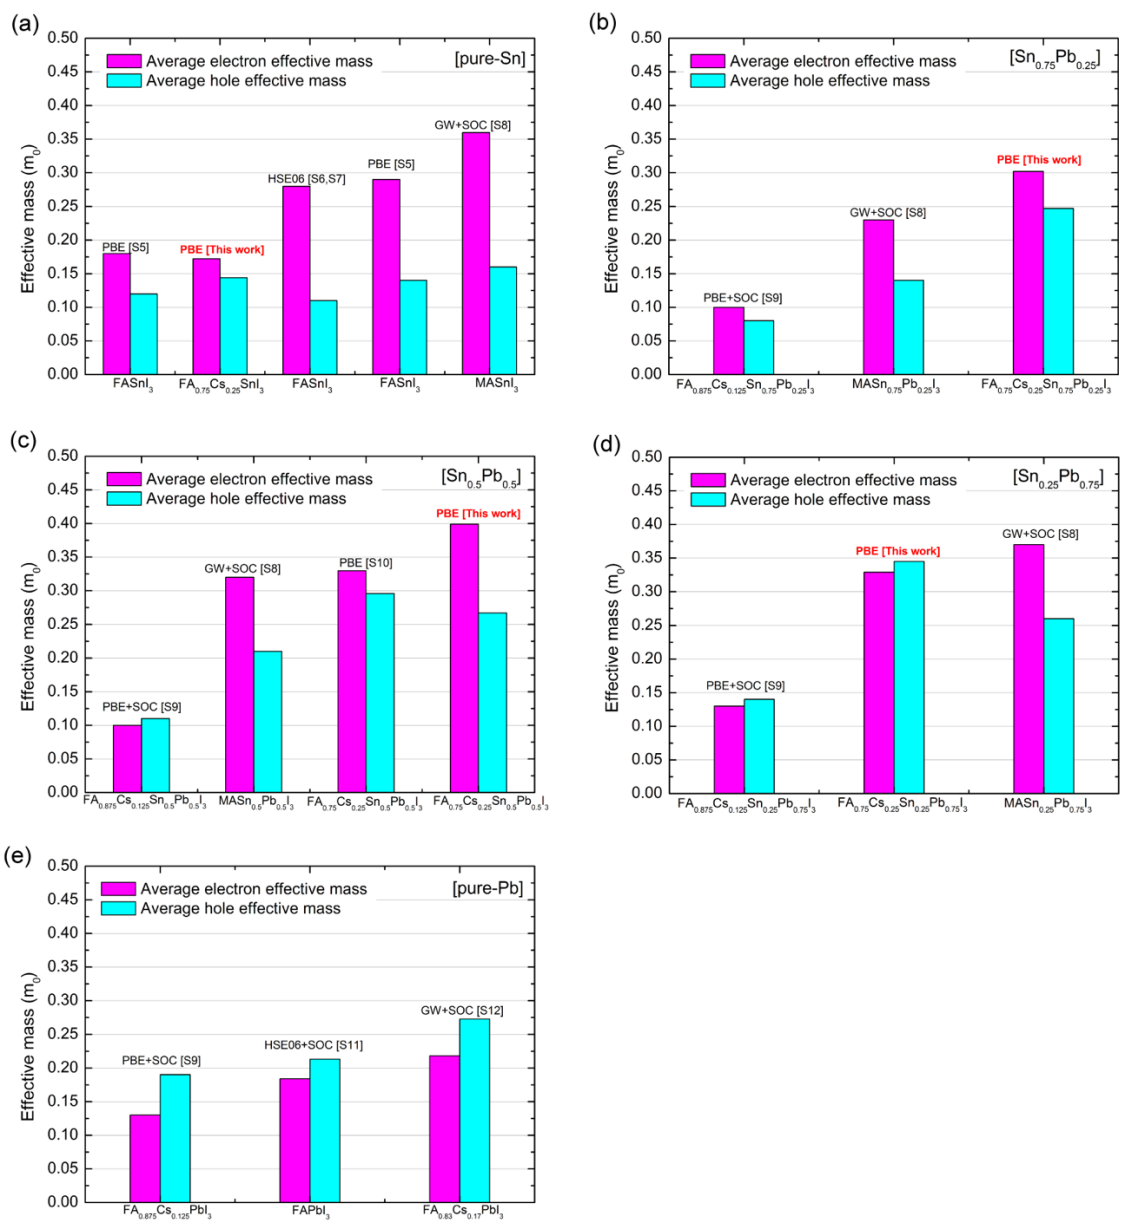 (a)
0.50
0.45
0.40
0.35
0.30
0.25
0.20
0.15
0.10
0.05
0.00
Effective mass (m₀)
Average electron effective mass
Average hole effective mass
[pure-Sn]
PBE [S5]
PBE [This work]
HSE06 [S6,S7]
PBE [S5]
GW+SOC [S8]
FASnI₃
FA₀.₇₅Cs₀.₂₅SnI₃
FASnI₃
FASnI₃
MASnI₃
(b)
0.50
0.45
0.40
0.35
0.30
0.25
0.20
0.15
0.10
0.05
0.00
Effective mass (m₀)
Average electron effective mass
Average hole effective mass
[Sn₀.₇₅Pb₀.₂₅]
PBE+SOC [S9]
GW+SOC [S8]
PBE [This work]
FA₀.₈₇₅Cs₀.₁₂₅Sn₀.₇₅Pb₀.₂₅I₃
MASn₀.₇₅Pb₀.₂₅I₃
FA₀.₇₅Cs₀.₂₅Sn₀.₇₅Pb₀.₂₅I₃
(c)
0.50
0.45
0.40
0.35
0.30
0.25
0.20
0.15
0.10
0.05
0.00
Effective mass (m₀)
Average electron effective mass
Average hole effective mass
[Sn₀.₅Pb₀.₅]
PBE+SOC [S9]
GW+SOC [S8]
PBE [S10]
PBE [This work]
FA₀.₈₇₅Cs₀.₁₂₅Sn₀.₅Pb₀.₅I₃
MASn₀.₅Pb₀.₅I₃
FA₀.₇₅Cs₀.₂₅Sn₀.₅Pb₀.₅I₃
FA₀.₇₅Cs₀.₂₅Sn₀.₅Pb₀.₅I₃
(d)
0.50
0.45
0.40
0.35
0.30
0.25
0.20
0.15
0.10
0.05
0.00
Effective mass (m₀)
Average electron effective mass
Average hole effective mass
[Sn₀.₂₅Pb₀.₇₅]
PBE+SOC [S9]
PBE [This work]
GW+SOC [S8]
FA₀.₈₇₅Cs₀.₁₂₅Sn₀.₂₅Pb₀.₇₅I₃
FA₀.₇₅Cs₀.₂₅Sn₀.₂₅Pb₀.₇₅I₃
MASn₀.₂₅Pb₀.₇₅I₃
(e)
0.50
0.45
0.40
0.35
0.30
0.25
0.20
0.15
0.10
0.05
0.00
Effective mass (m₀)
Average electron effective mass
Average hole effective mass
[pure-Pb]
PBE+SOC [S9]
HSE06+SOC [S11]
GW+SOC [S12]
FA₀.₈₇₅Cs₀.₁₂₅PbI₃
FAPbI₃
FA₀.₈₃Cs₀.₁₇PbI₃